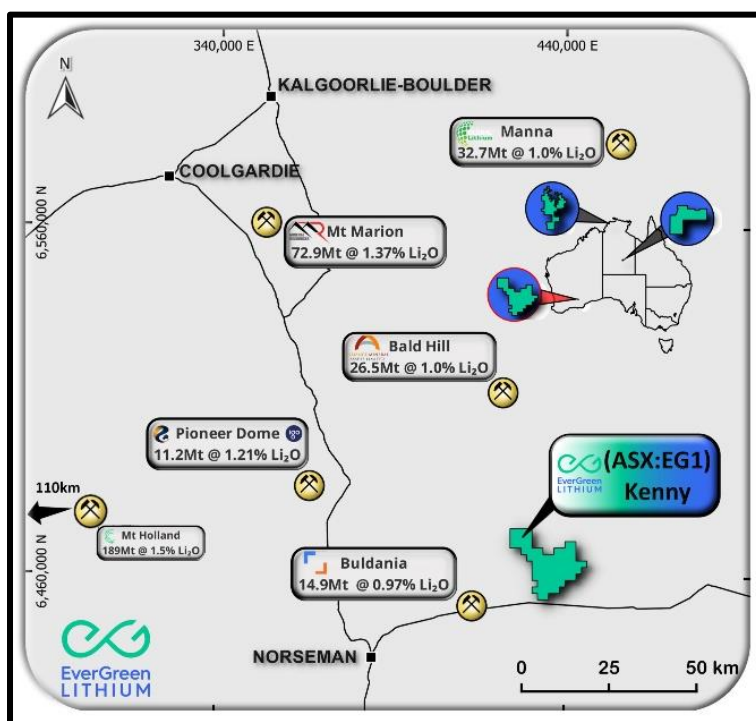 340,000 E
440,000 E
N
KALGOORLIE-BOULDER
Lithium
Manna
32.7Mt @ 1.0% Li₂O
COOLGARDIE
6,560,000 N
Mt Marion
72.9Mt @ 1.37% Li₂O
Bald Hill
26.5Mt @ 1.0% Li₂O
Pioneer Dome
igo
11.2Mt @ 1.21% Li₂O
EverGreen
LITHIUM
(ASX:EG1)
Kenny
110km
Mt Holland
189Mt @ 1.5% Li₂O
Buldania
14.9Mt @ 0.97% Li₂O
6,460,000 N
EverGreen
LITHIUM
NORSEMAN
0 25 50 km